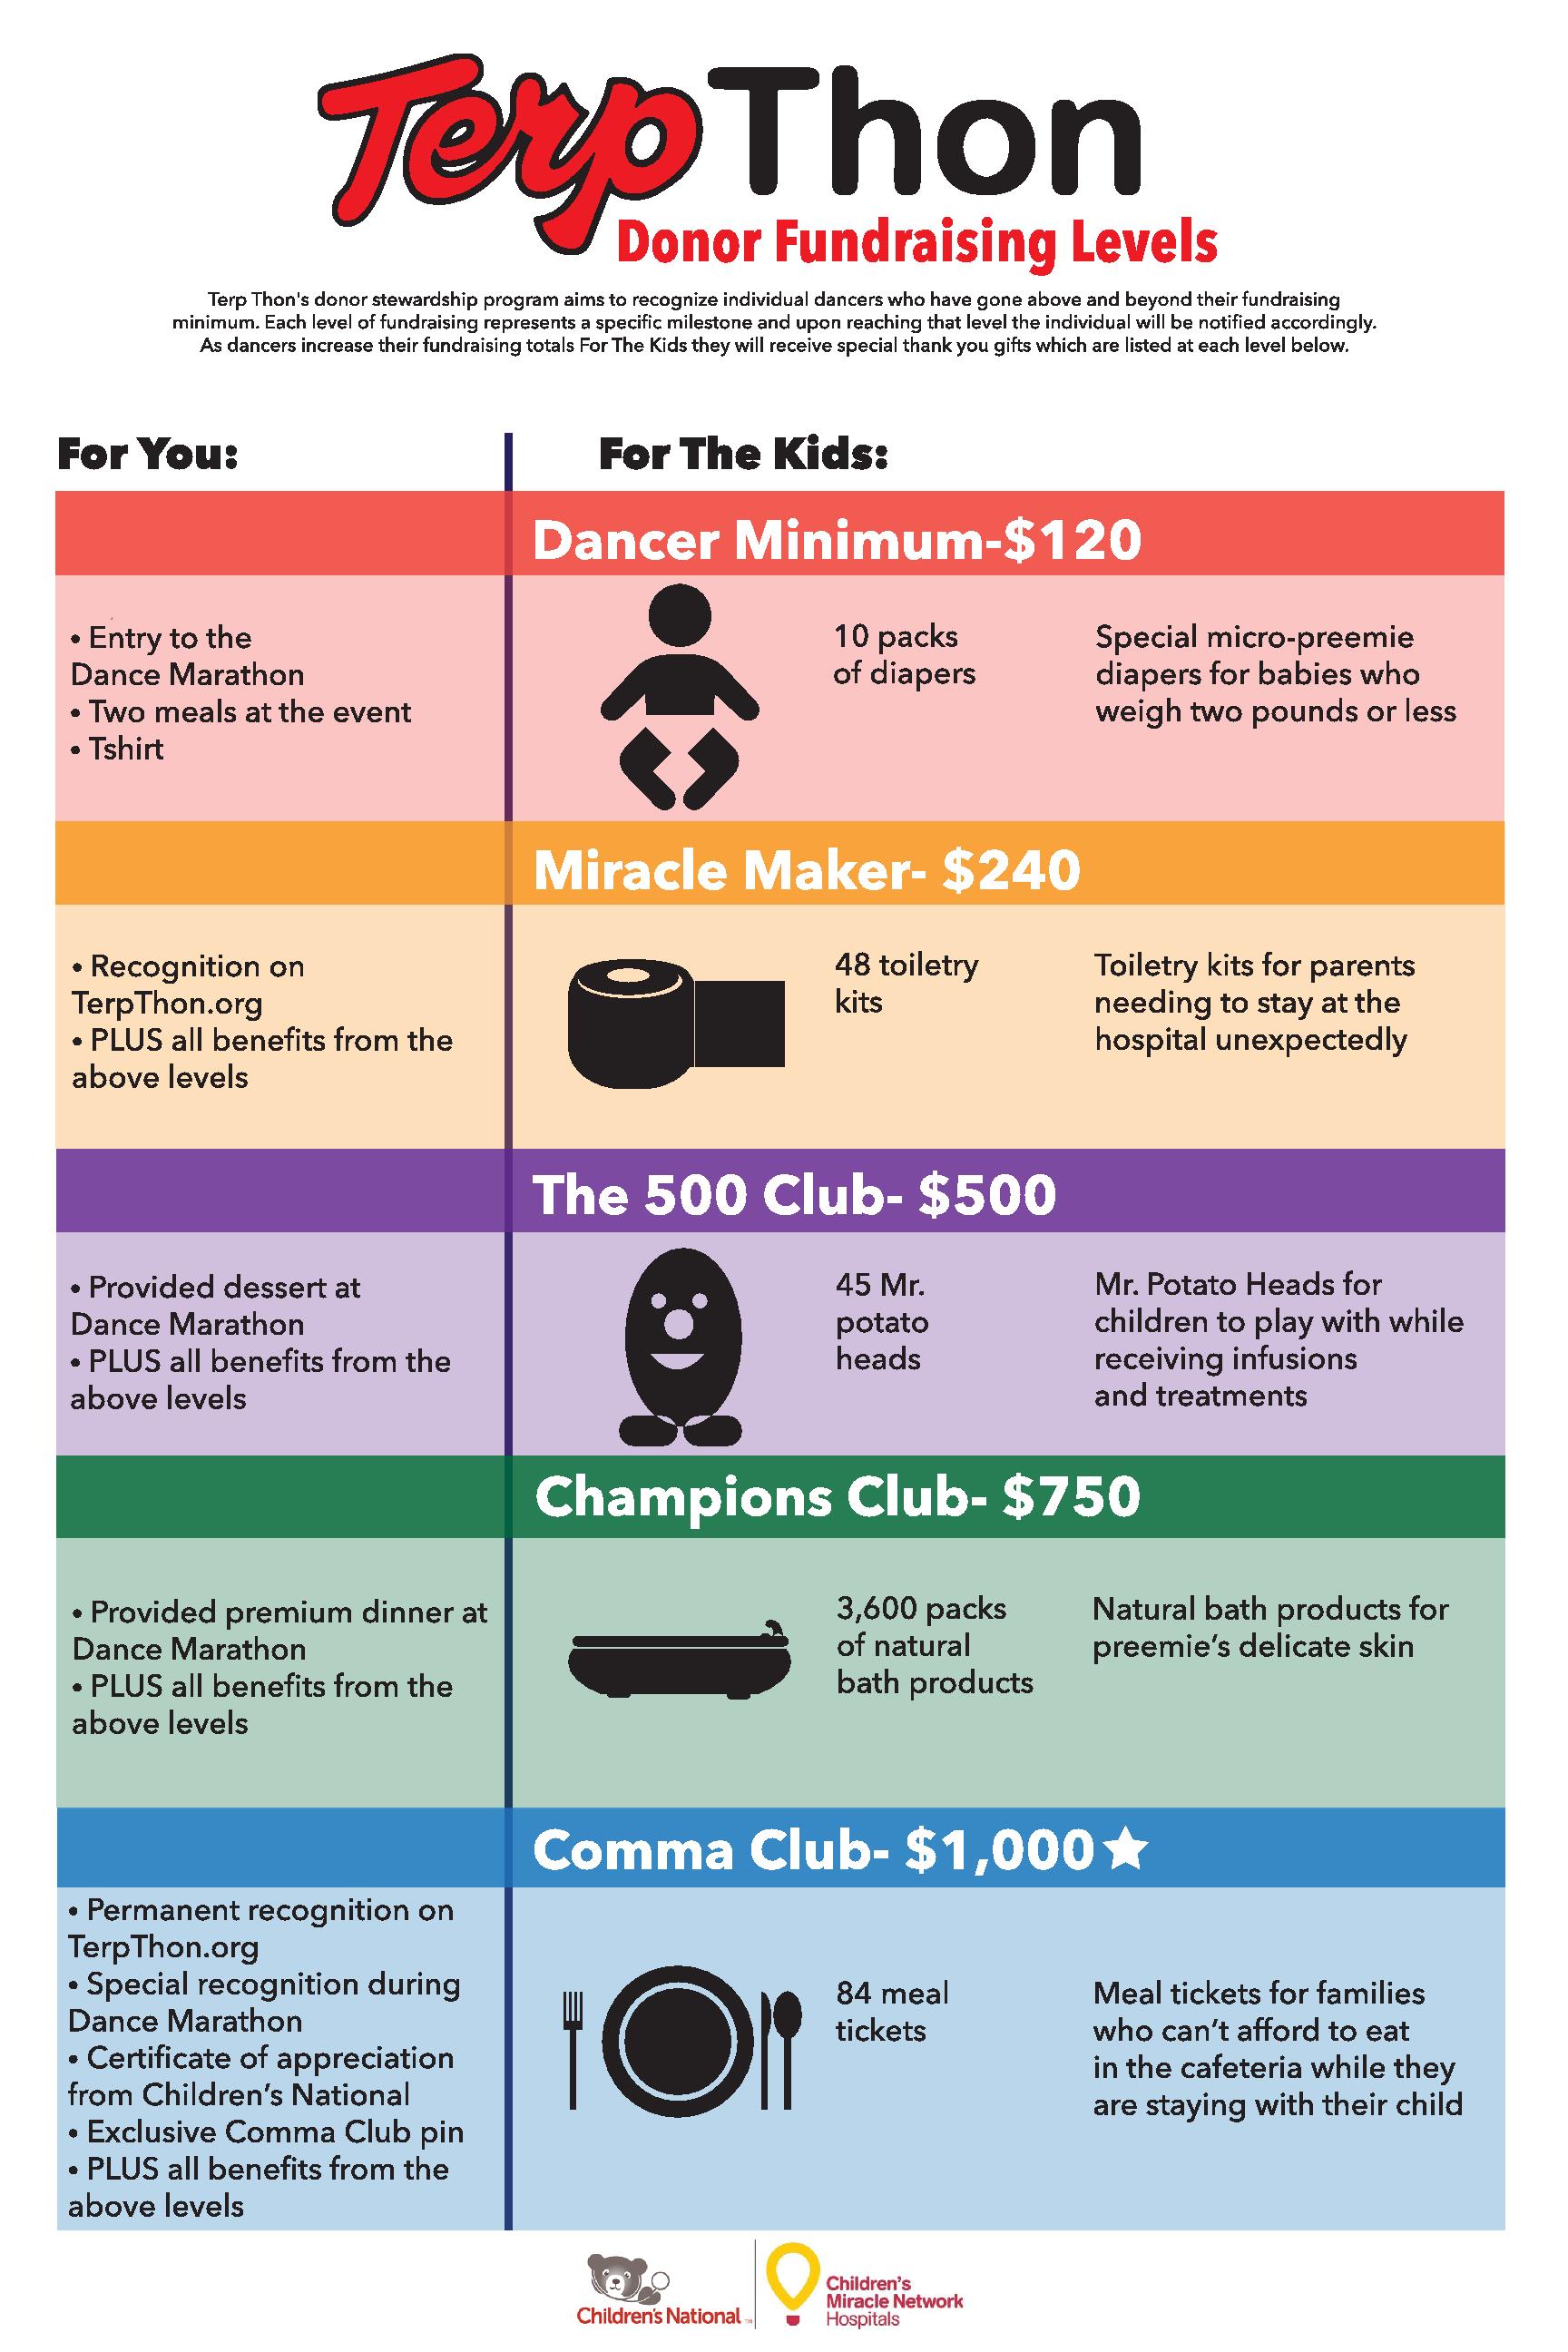 TerpThon
Donor Fundraising Levels
Terp Thon's donor stewardship program aims to recognize individual dancers who have gone above and beyond their fundraising
minimum. Each level of fundraising represents a specific milestone and upon reaching that level the individual will be notified accordingly.
As dancers increase their fundraising totals For The Kids they will receive special thank you gifts which are listed at each level below.
For You:
For The Kids:
Dancer Minimum-$120
• Entry to the
Dance Marathon
• Two meals at the event
• Tshirt
10 packs
of diapers
Special micro-preemie
diapers for babies who
weigh two pounds or less
Miracle Maker- $240
• Recognition on
TerpThon.org
• PLUS all benefits from the
above levels
48 toiletry
kits
Toiletry kits for parents
needing to stay at the
hospital unexpectedly
The 500 Club- $500
• Provided dessert at
Dance Marathon
• PLUS all benefits from the
above levels
45 Mr.
potato
heads
Mr. Potato Heads for
children to play with while
receiving infusions
and treatments
Champions Club- $750
• Provided premium dinner at
Dance Marathon
• PLUS all benefits from the
above levels
3,600 packs
of natural
bath products
Natural bath products for
preemie's delicate skin
Comma Club- $1,000★
• Permanent recognition on
TerpThon.org
• Special recognition during
Dance Marathon
• Certificate of appreciation
from Children's National
• Exclusive Comma Club pin
• PLUS all benefits from the
above levels
84 meal
tickets
Meal tickets for families
who can't afford to eat
in the cafeteria while they
are staying with their child
Children's National™
Children's
Miracle Network
Hospitals